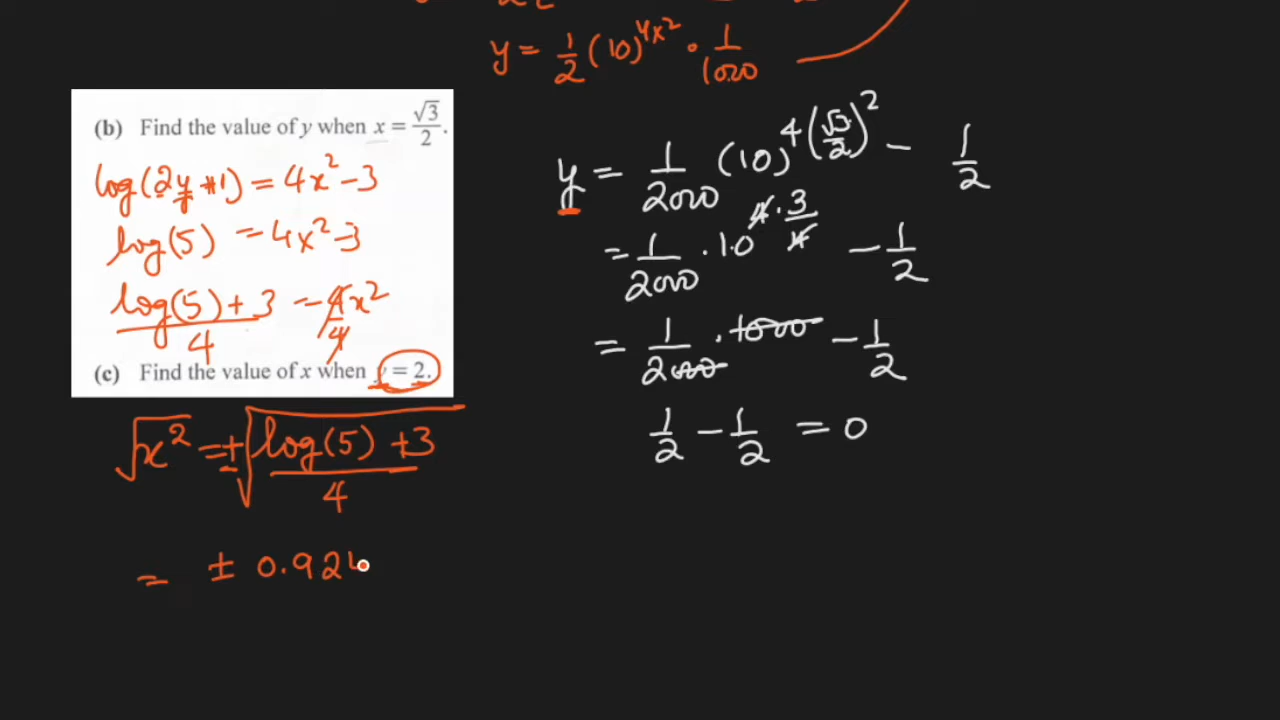 y = 1/2 (10)^4x² · 1/1000
(b) Find the value of y when x = √3/2.
log(2y+1) = 4x² - 3
log(5) = 4x² - 3
log(5) + 3 / 4 = 4x² / 4
(c) Find the value of x when y = 2.
√x² = ± √(log(5) + 3 / 4)
= ± 0.924
y = 1/2000 (10)^4(√3/2)² - 1/2
= 1/2000 · 10^4 · 3/4 - 1/2
= 1/2000 · 1000 - 1/2
1/2 - 1/2 = 0